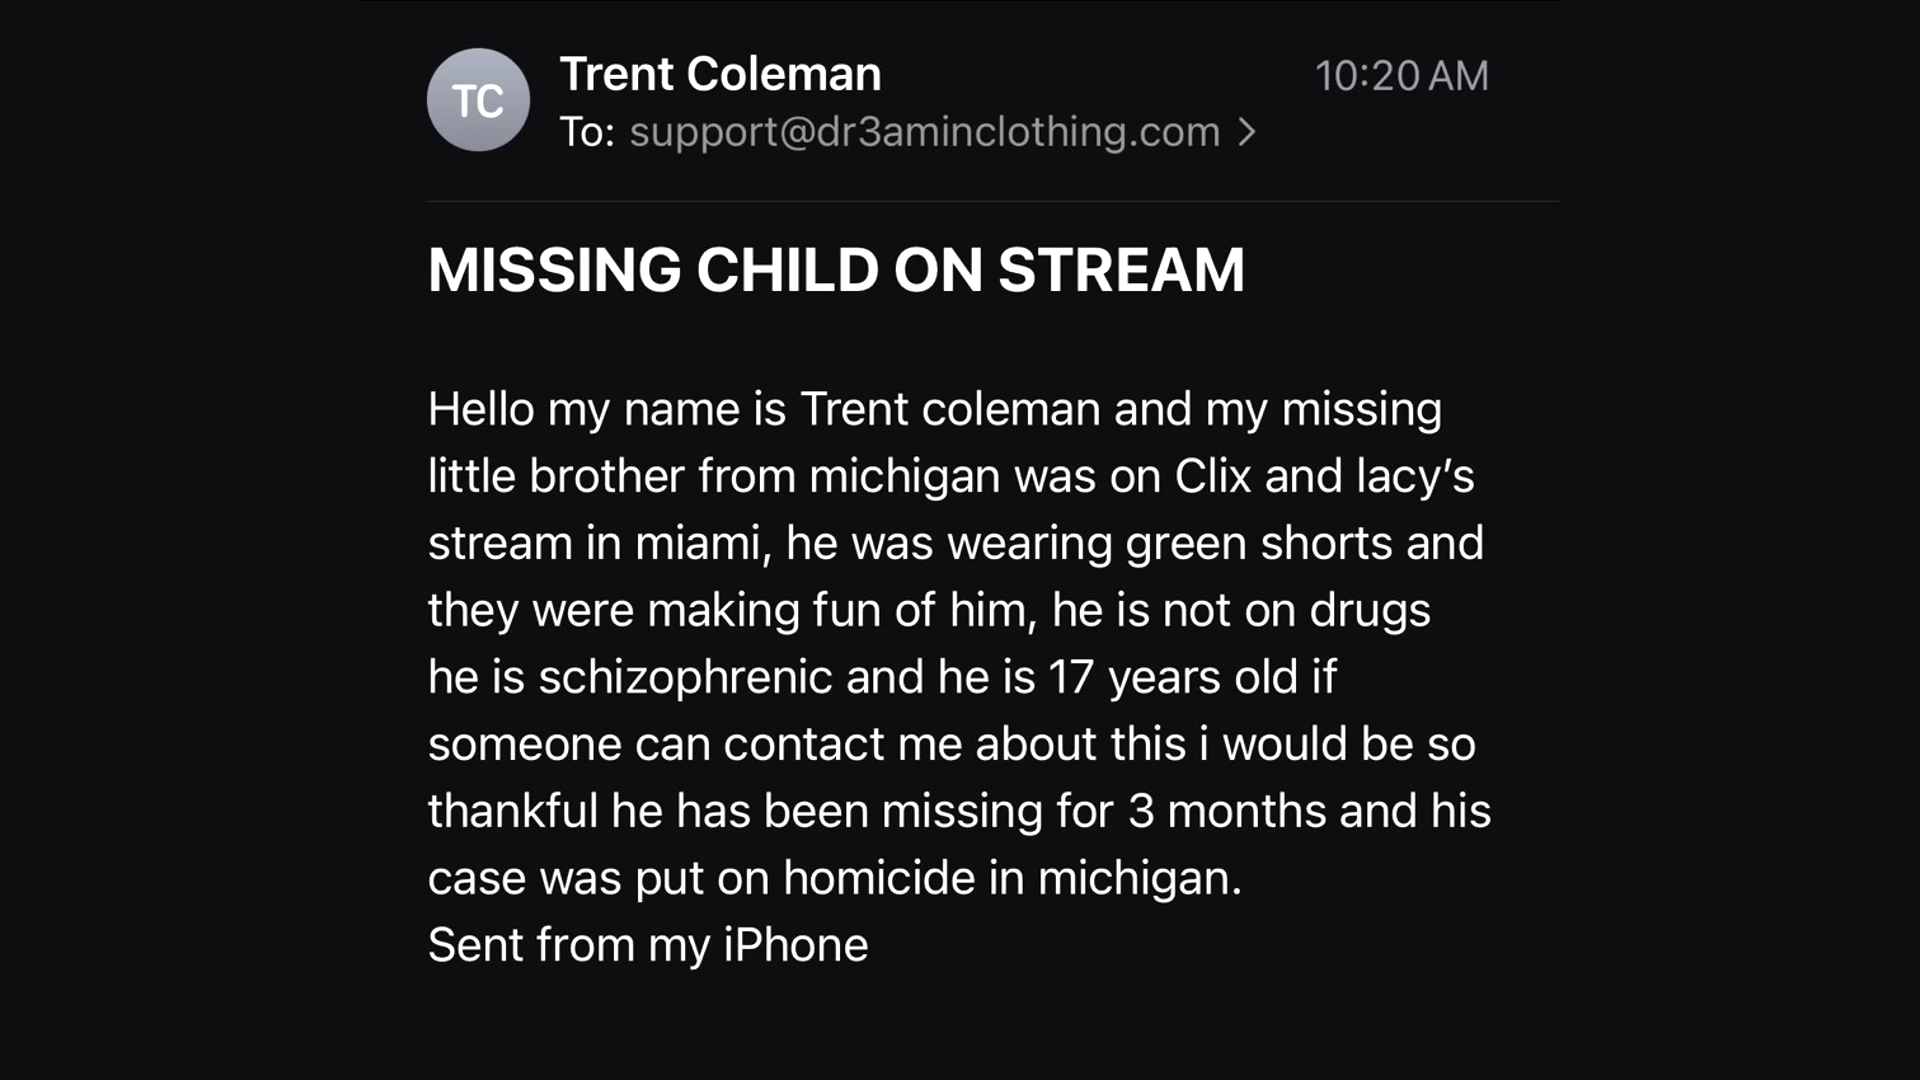 TC
Trent Coleman
10:20 AM
To: support@dr3aminclothing.com >
MISSING CHILD ON STREAM
Hello my name is Trent coleman and my missing
little brother from michigan was on Clix and lacy’s
stream in miami, he was wearing green shorts and
they were making fun of him, he is not on drugs
he is schizophrenic and he is 17 years old if
someone can contact me about this i would be so
thankful he has been missing for 3 months and his
case was put on homicide in michigan.
Sent from my iPhone